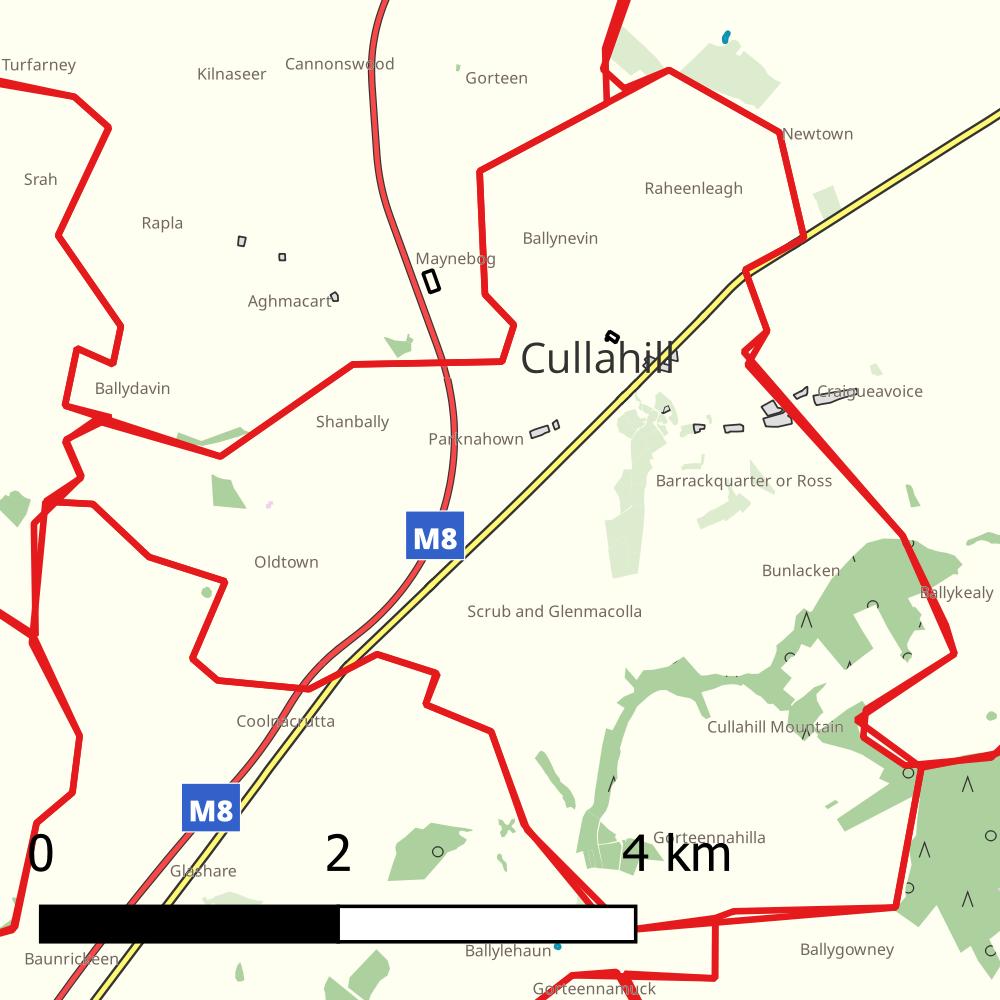 Turfarney
Kilnaseer
Cannonswood
Gorteen
Newtown
Srah
Raheenleagh
Rapla
Ballynevin
Maynebog
Aghmacart
Cullahill
Ballydavin
Craigueavoice
Shanbally
Parknahown
Barrackquarter or Ross
M8
Oldtown
Bunlacken
Ballykealy
Scrub and Glenmacolla
Coolnacrutta
Cullahill Mountain
M8
Gorteennahilla
0 2 4 km
Glashare
Baunrickeen
Ballylehaun
Ballygowney
Gorteennamuck